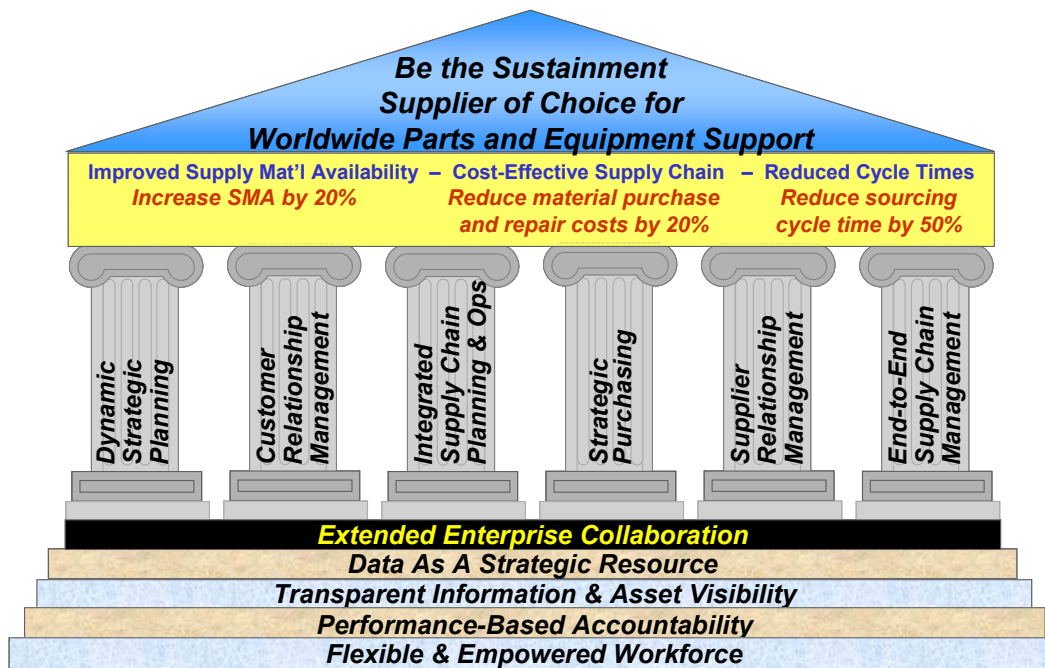 Be the Sustainment
Supplier of Choice for
Worldwide Parts and Equipment Support
Improved Supply Mat'l Availability – Cost-Effective Supply Chain – Reduced Cycle Times
Increase SMA by 20%
Reduce material purchase
and repair costs by 20%
Reduce sourcing
cycle time by 50%
Dynamic
Strategic
Planning
Customer
Relationship
Management
Integrated
Supply Chain
Planning & Ops
Strategic
Purchasing
Supplier
Relationship
Management
End-to-End
Supply Chain
Management
Extended Enterprise Collaboration
Data As A Strategic Resource
Transparent Information & Asset Visibility
Performance-Based Accountability
Flexible & Empowered Workforce